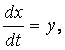 dx/dt = y,